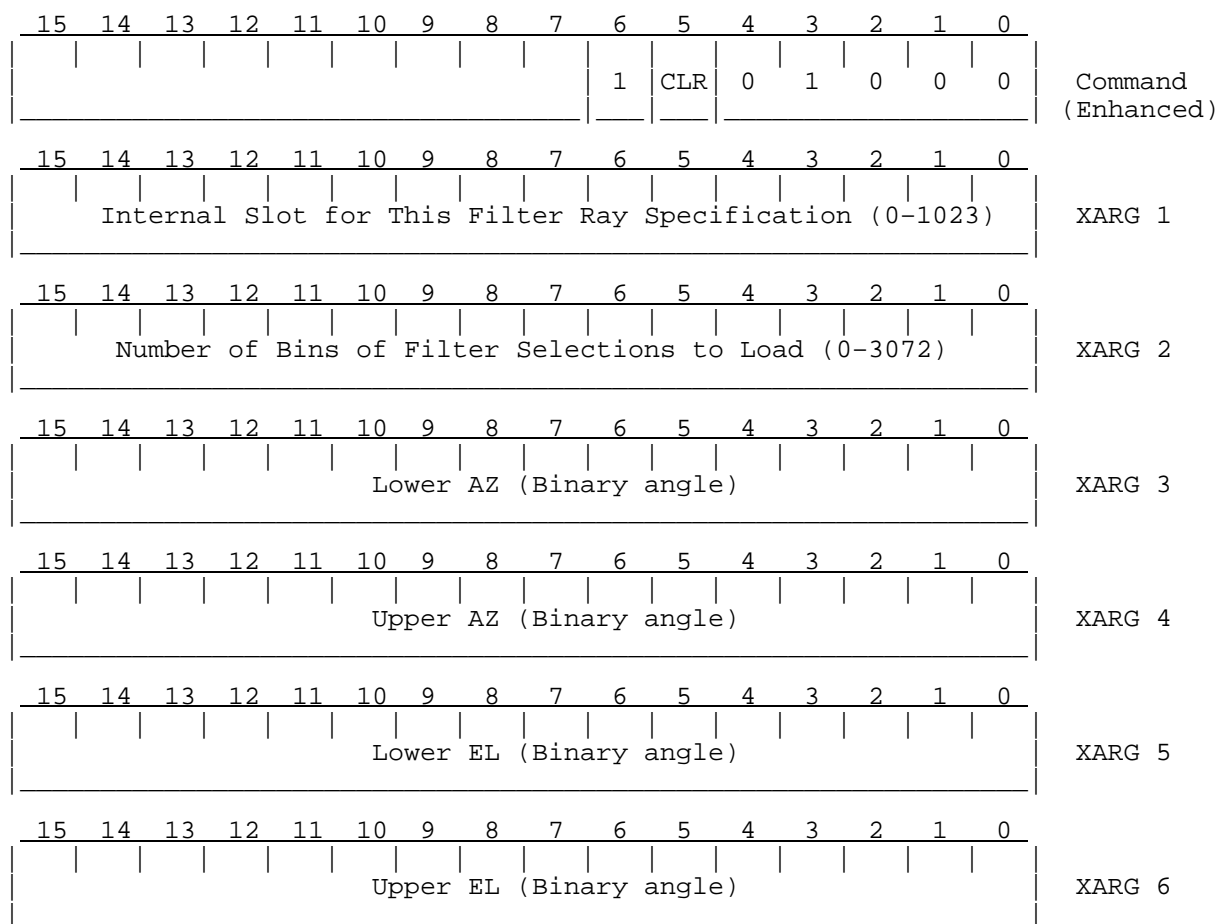 15 14 13 12 11 10 9 8 7 6 5 4 3 2 1 0
1 CLR 0 1 0 0 0 Command
(Enhanced)
15 14 13 12 11 10 9 8 7 6 5 4 3 2 1 0
Internal Slot for This Filter Ray Specification (0-1023) XARG 1
15 14 13 12 11 10 9 8 7 6 5 4 3 2 1 0
Number of Bins of Filter Selections to Load (0-3072) XARG 2
15 14 13 12 11 10 9 8 7 6 5 4 3 2 1 0
Lower AZ (Binary angle) XARG 3
15 14 13 12 11 10 9 8 7 6 5 4 3 2 1 0
Upper AZ (Binary angle) XARG 4
15 14 13 12 11 10 9 8 7 6 5 4 3 2 1 0
Lower EL (Binary angle) XARG 5
15 14 13 12 11 10 9 8 7 6 5 4 3 2 1 0
Upper EL (Binary angle) XARG 6